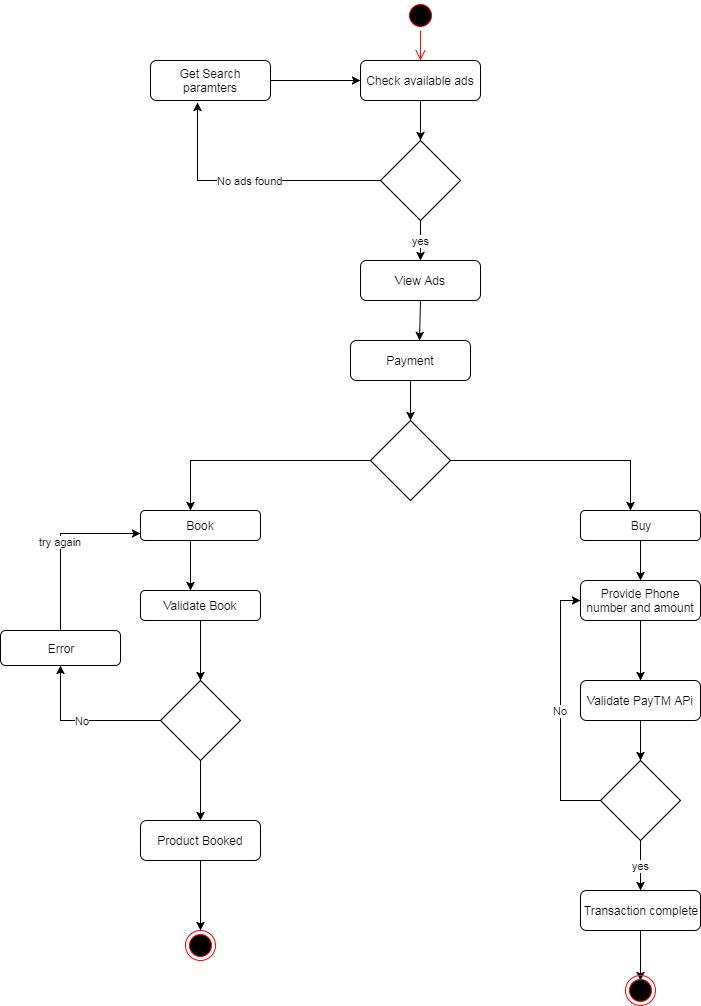 Get Search
paramters
Check available ads
No ads found
yes
View Ads
Payment
Book
Buy
try again
Validate Book
Provide Phone
number and amount
Error
Validate PayTM APi
No
No
Product Booked
yes
Transaction complete